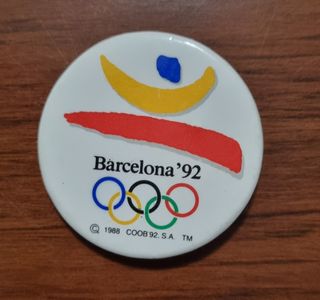 Barcelona '92
© 1988 COOB 92, S.A. TM